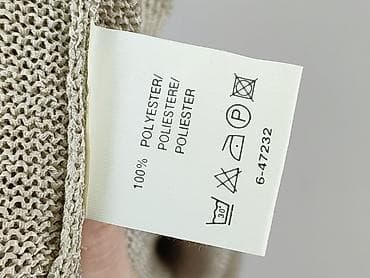 100% POLYESTER/
POLIESTERE/
POLIESTER
30°
P
6-47232